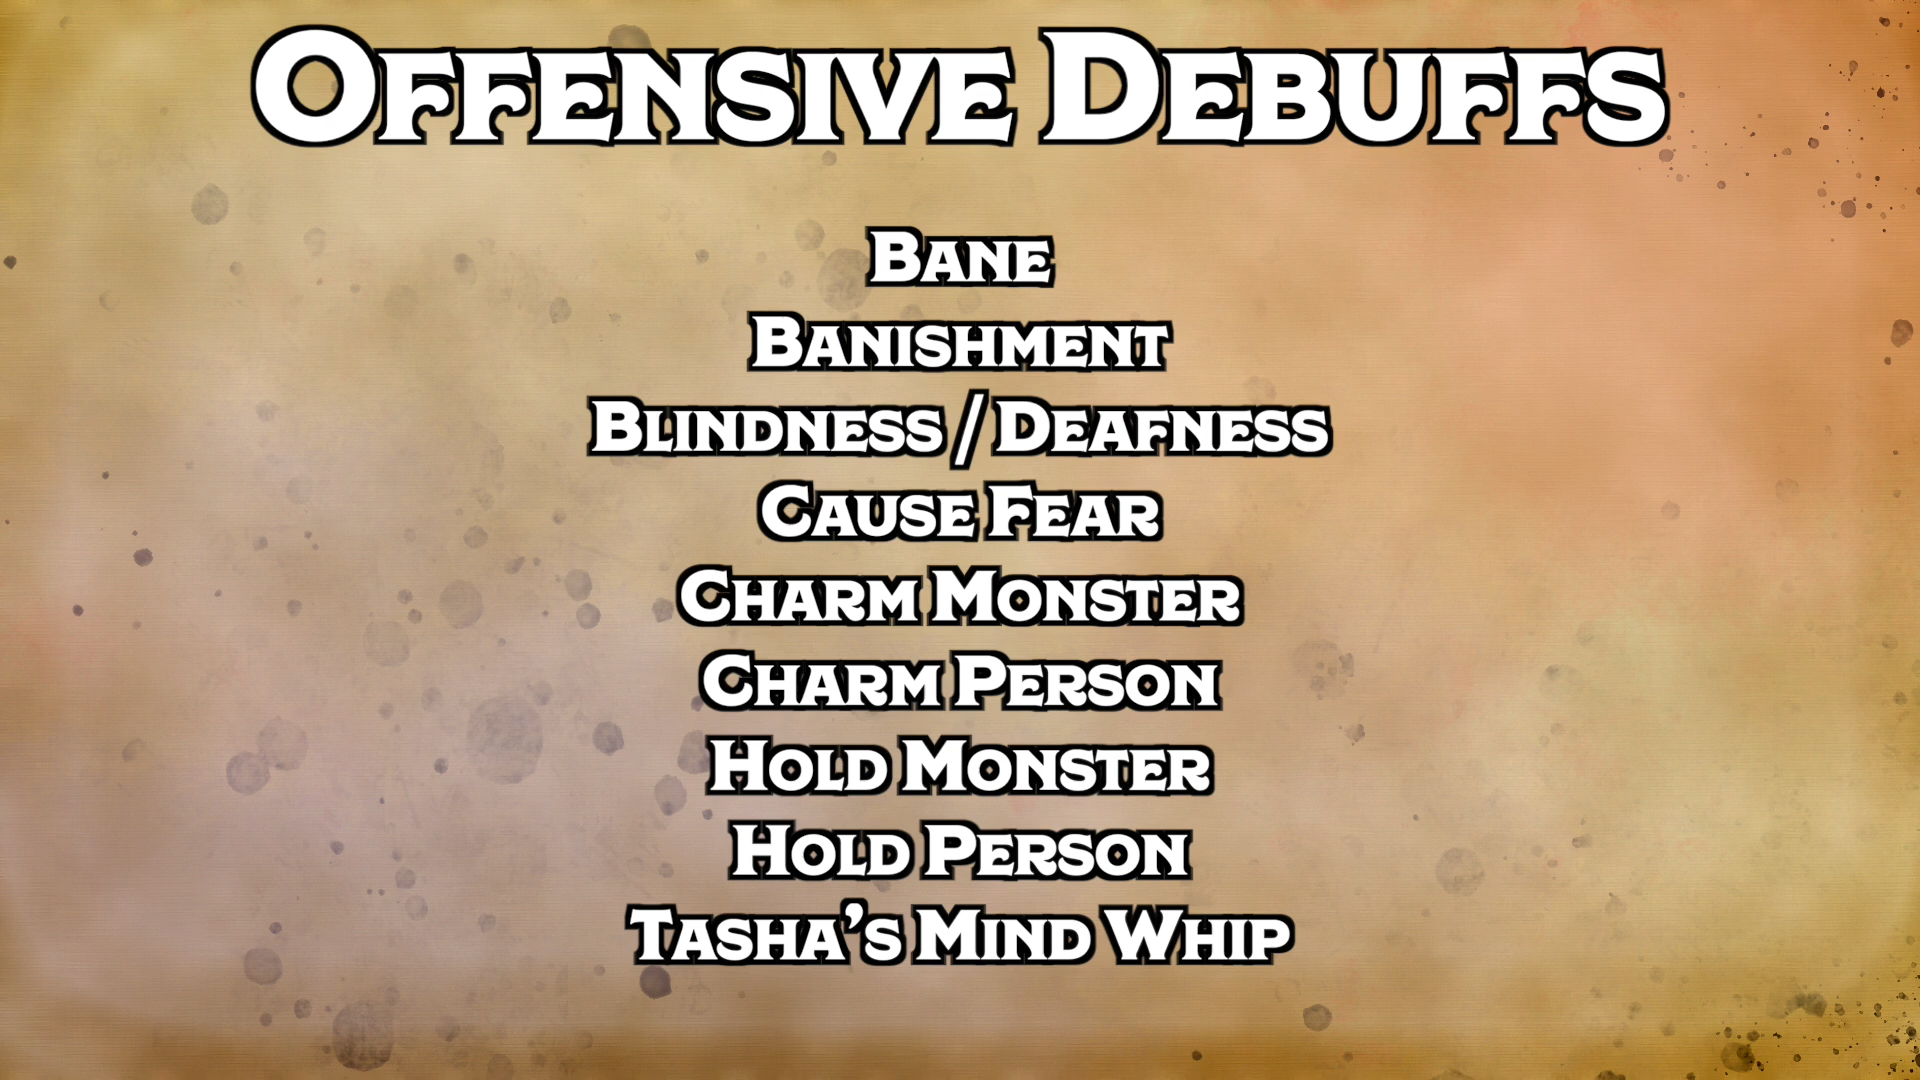 Offensive Debuffs
Bane
Banishment
Blindness / Deafness
Cause Fear
Charm Monster
Charm Person
Hold Monster
Hold Person
Tasha's Mind Whip